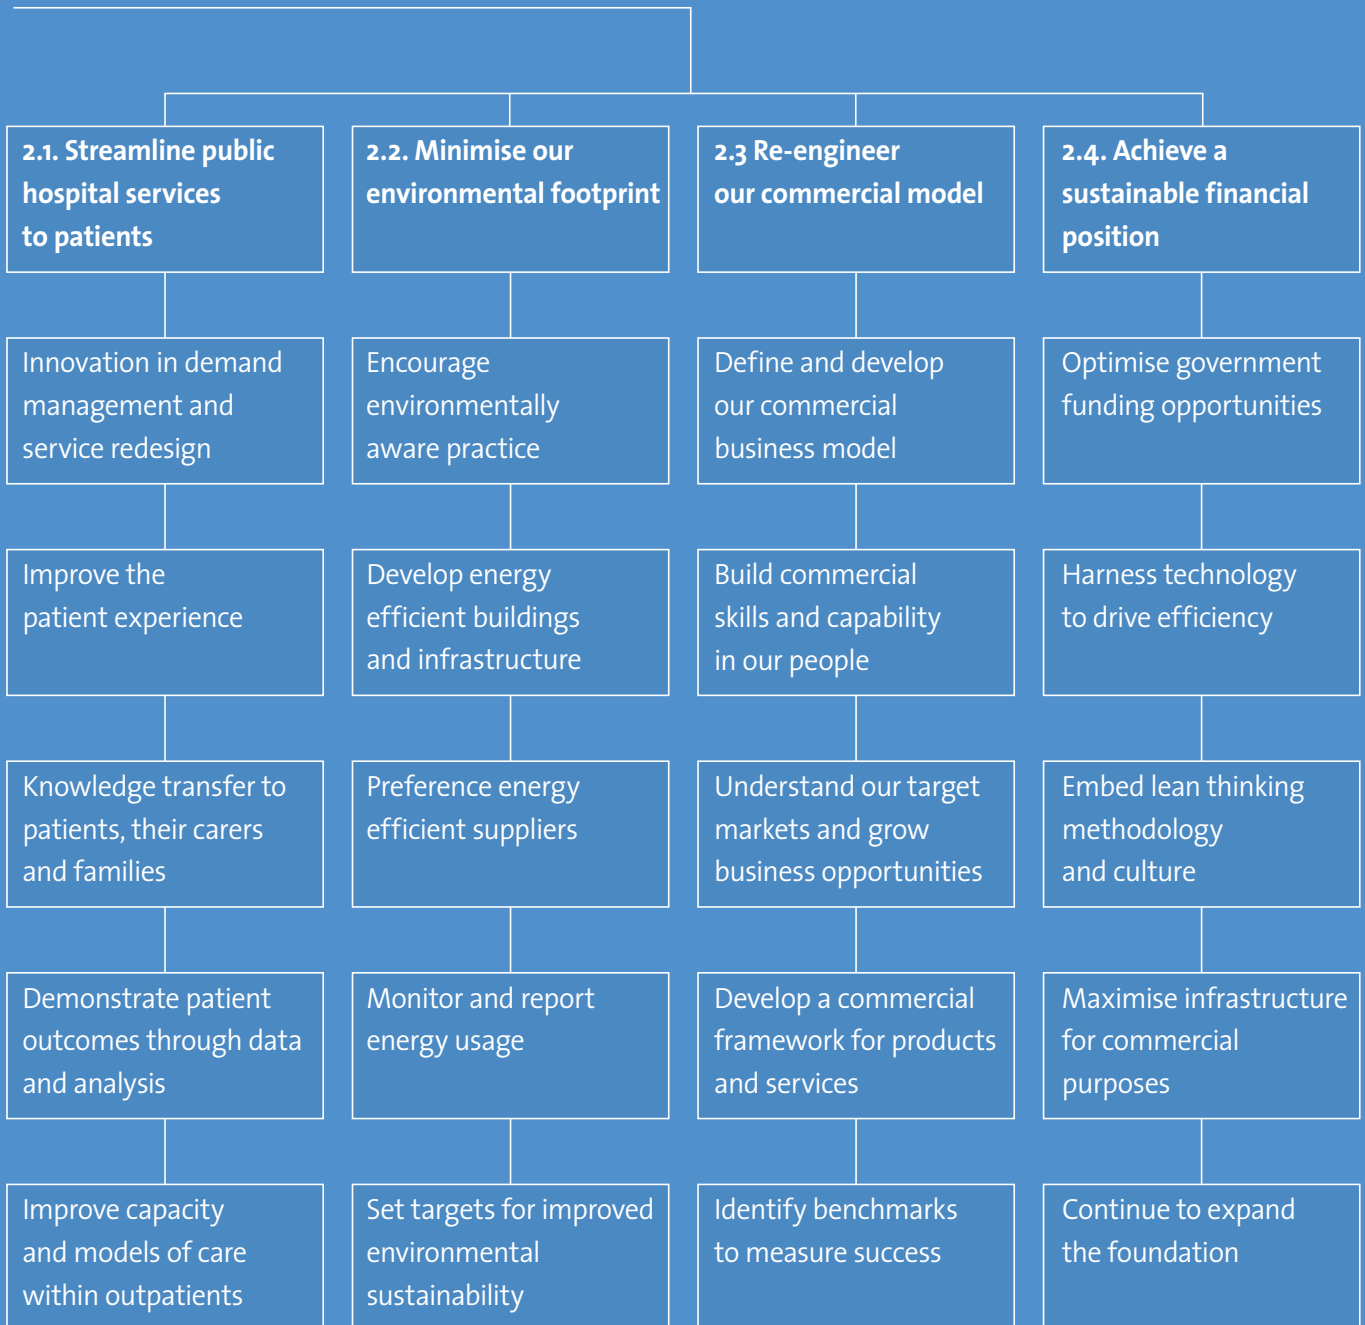 2.1. Streamline public
hospital services
to patients
Innovation in demand
management and
service redesign
Improve the
patient experience
Knowledge transfer to
patients, their carers
and families
Demonstrate patient
outcomes through data
and analysis
Improve capacity
and models of care
within outpatients
2.2. Minimise our
environmental footprint
Encourage
environmentally
aware practice
Develop energy
efficient buildings
and infrastructure
Preference energy
efficient suppliers
Monitor and report
energy usage
Set targets for improved
environmental
sustainability
2.3 Re-engineer
our commercial model
Define and develop
our commercial
business model
Build commercial
skills and capability
in our people
Understand our target
markets and grow
business opportunities
Develop a commercial
framework for products
and services
Identify benchmarks
to measure success
2.4. Achieve a
sustainable financial
position
Optimise government
funding opportunities
Harness technology
to drive efficiency
Embed lean thinking
methodology
and culture
Maximise infrastructure
for commercial
purposes
Continue to expand
the foundation